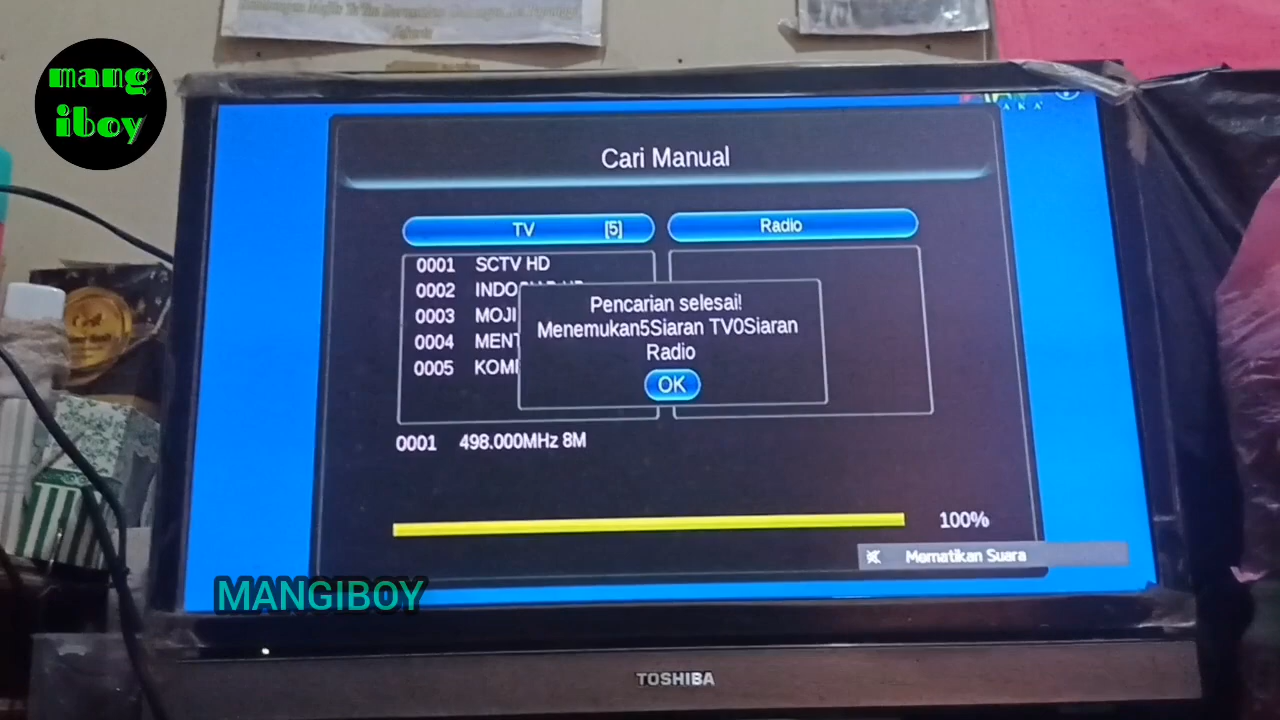 mang
iboy
A K A
Cari Manual
TV [5]
Radio
0001 SCTV HD
0002
0003 MOJI
0004
0005
Pencarian selesai!
Menemukan5Siaran TV0Siaran
Radio
OK
0001 498.000MHz 8M
100%
Mematikan Suara
MANGIBOY
TOSHIBA